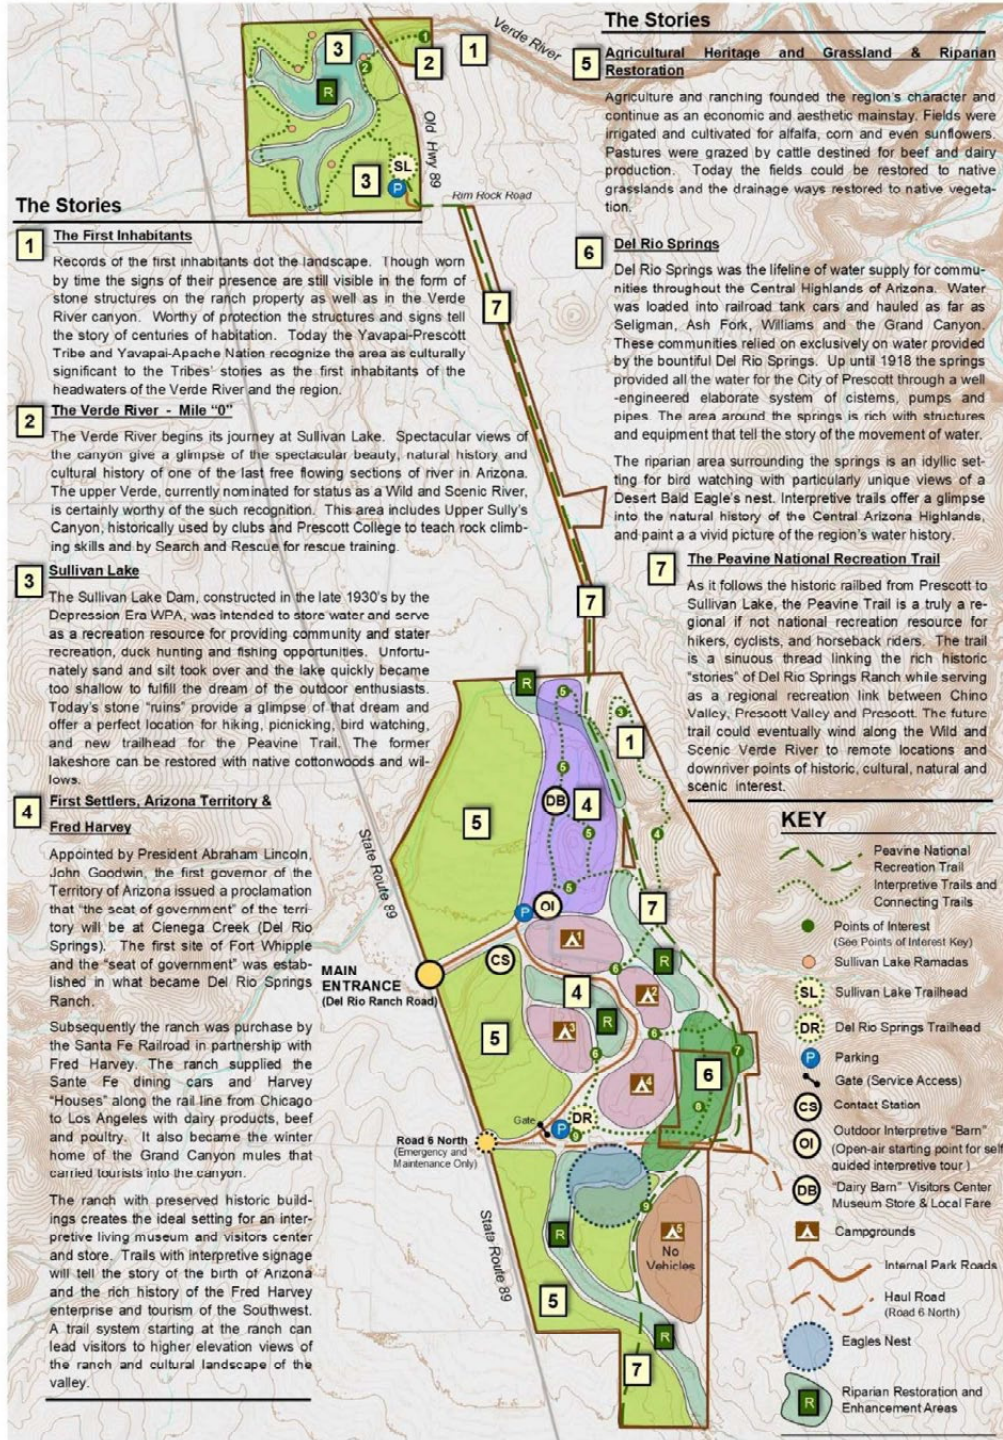 Verde River
Old Hwy 89
Rim Rock Road
The Stories
1
The First Inhabitants
Records of the first inhabitants dot the landscape. Though worn
by time the signs of their presence are still visible in the form of
stone structures on the ranch property as well as in the Verde
River canyon. Worthy of protection the structures and signs tell
the story of centuries of habitation. Today the Yavapai-Prescott
Tribe and Yavapai-Apache Nation recognize the area as culturally
significant to the Tribes' stories as the first inhabitants of the
headwaters of the Verde River and the region.
2
The Verde River - Mile "0"
The Verde River begins its journey at Sullivan Lake. Spectacular views of
the canyon give a glimpse of the spectacular beauty, natural history and
cultural history of one of the last free flowing sections of river in Arizona.
The upper Verde, currently nominated for status as a Wild and Scenic River,
is certainly worthy of the such recognition. This area includes Upper Sully's
Canyon, historically used by clubs and Prescott College to teach rock climb-
ing skills and by Search and Rescue for rescue training.
3
Sullivan Lake
The Sullivan Lake Dam, constructed in the late 1930's by the
Depression Era WPA, was intended to store water and serve
as a recreation resource for providing community and stater
recreation, duck hunting and fishing opportunities. Unfortu-
nately sand and silt took over and the lake quickly became
too shallow to fulfill the dream of the outdoor enthusiasts.
Today's stone "ruins" provide a glimpse of that dream and
offer a perfect location for hiking, picnicking, bird watching,
and new trailhead for the Peavine Trail. The former
lakeshore can be restored with native cottonwoods and wil-
lows.
4
First Settlers, Arizona Territory &
Fred Harvey
Appointed by President Abraham Lincoln,
John Goodwin, the first governor of the
Territory of Arizona issued a proclamation
that "the seat of government" of the terri-
tory will be at Cienega Creek (Del Rio
Springs). The first site of Fort Whipple
and the "seat of government" was estab-
lished in what became Del Rio Springs
Ranch.
Subsequently the ranch was purchase by
the Santa Fe Railroad in partnership with
Fred Harvey. The ranch supplied the
Sante Fe dining cars and Harvey
"Houses" along the rail line from Chicago
to Los Angeles with dairy products, beef
and poultry. It also became the winter
home of the Grand Canyon mules that
carried tourists into the canyon.
The ranch with preserved historic build-
ings creates the ideal setting for an inter-
pretive living museum and visitors center
and store. Trails with interpretive signage
will tell the story of the birth of Arizona
and the rich history of the Fred Harvey
enterprise and tourism of the Southwest.
A trail system starting at the ranch can
lead visitors to higher elevation views of
the ranch and cultural landscape of the
valley.
The Stories
5
Agricultural Heritage and Grassland & Riparian
Restoration
Agriculture and ranching founded the region's character and
continue as an economic and aesthetic mainstay. Fields were
irrigated and cultivated for alfalfa, corn and even sunflowers.
Pastures were grazed by cattle destined for beef and dairy
production. Today the fields could be restored to native
grasslands and the drainage ways restored to native vegeta-
tion.
6
Del Rio Springs
Del Rio Springs was the lifeline of water supply for commu-
nities throughout the Central Highlands of Arizona. Water
was loaded into railroad tank cars and hauled as far as
Seligman, Ash Fork, Williams and the Grand Canyon.
These communities relied on exclusively on water provided
by the bountiful Del Rio Springs. Up until 1918 the springs
provided all the water for the City of Prescott through a well
-engineered elaborate system of cisterns, pumps and
pipes. The area around the springs is rich with structures
and equipment that tell the story of the movement of water.
The riparian area surrounding the springs is an idyllic set-
ting for bird watching with particularly unique views of a
Desert Bald Eagle's nest. Interpretive trails offer a glimpse
into the natural history of the Central Arizona Highlands,
and paint a a vivid picture of the region's water history.
7
The Peavine National Recreation Trail
As it follows the historic railbed from Prescott to
Sullivan Lake, the Peavine Trail is a truly a re-
gional if not national recreation resource for
hikers, cyclists, and horseback riders. The trail
is a sinuous thread linking the rich historic
"stories" of Del Rio Springs Ranch while serving
as a regional recreation link between Chino
Valley, Prescott Valley and Prescott. The future
trail could eventually wind along the Wild and
Scenic Verde River to remote locations and
downriver points of historic, cultural, natural and
scenic interest.
KEY
Peavine National
Recreation Trail
Interpretive Trails and
Connecting Trails
Points of Interest
(See Points of Interest Key)
Sullivan Lake Ramadas
SL Sullivan Lake Trailhead
DR Del Rio Springs Trailhead
P Parking
Gate (Service Access)
CS Contact Station
OI Outdoor Interpretive "Barn"
(Open-air starting point for self
guided interpretive tour )
DB "Dairy Barn" Visitors Center
Museum Store & Local Fare
Campgrounds
Internal Park Roads
Haul Road
(Road 6 North)
Eagles Nest
R Riparian Restoration and
Enhancement Areas
3
1
2
1
2
R
3
SL
P
7
7
R
5
3
1
5
DB
4
5
5
4
5
P
OI
7
State Route 89
MAIN
ENTRANCE
(Del Rio Ranch Road)
CS
1
6
R
4
2
5
3
R
6
6
7
4
6
8
Gate
P
DR
9
Road 6 North
(Emergency and
Maintenance Only)
State Route 89
9
R
5
No
Vehicles
5
R
7